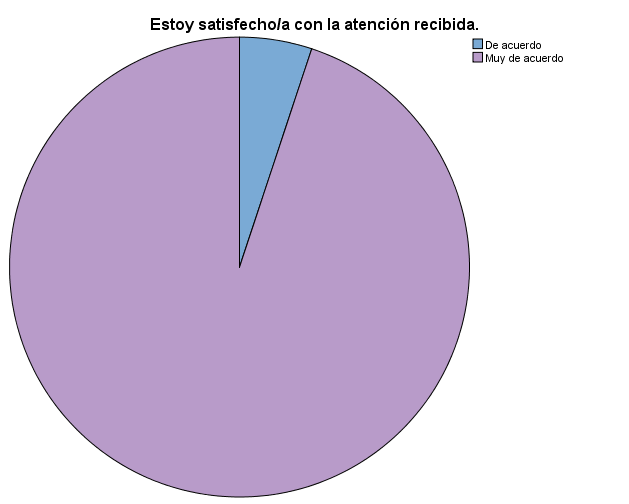 Estoy satisfecho/a con la atención recibida.
De acuerdo
Muy de acuerdo